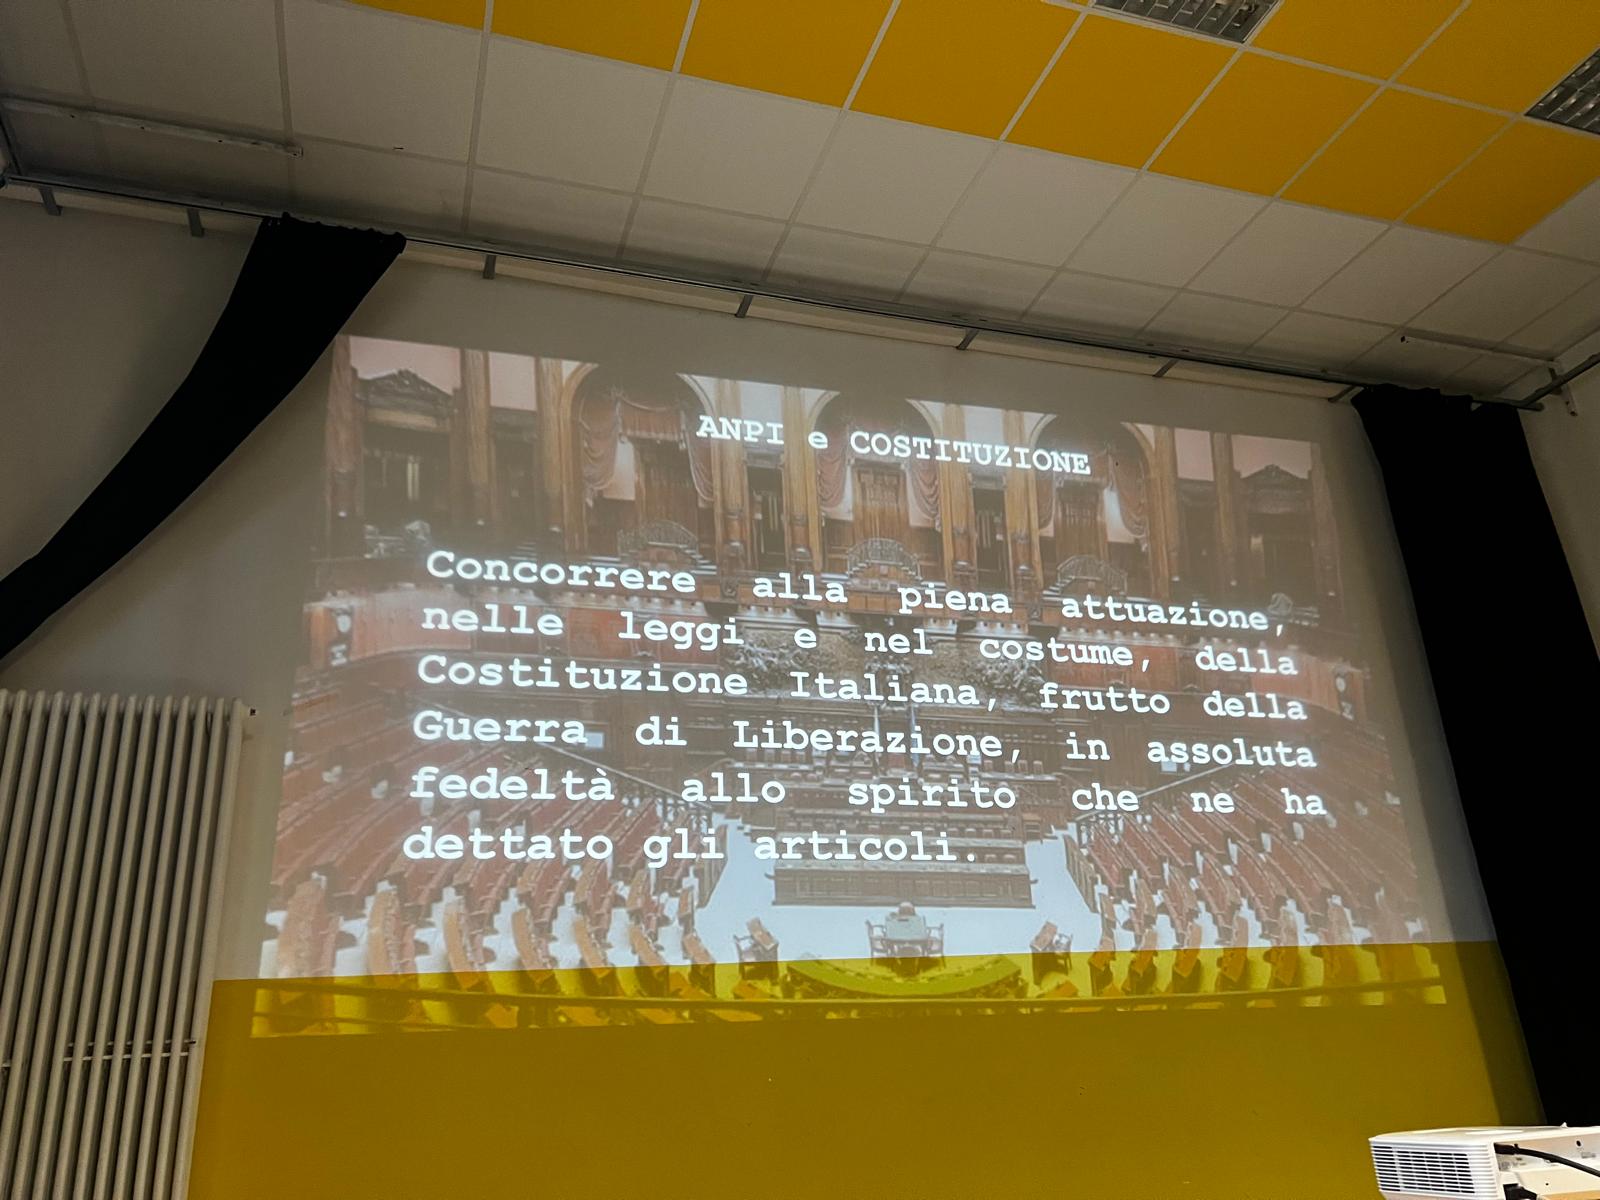 ANPI e COSTITUZIONE
Concorrere alla piena attuazione,
nelle leggi e nel costume, della
Costituzione Italiana, frutto della
Guerra di Liberazione, in assoluta
fedeltà allo spirito che ne ha
dettato gli articoli.